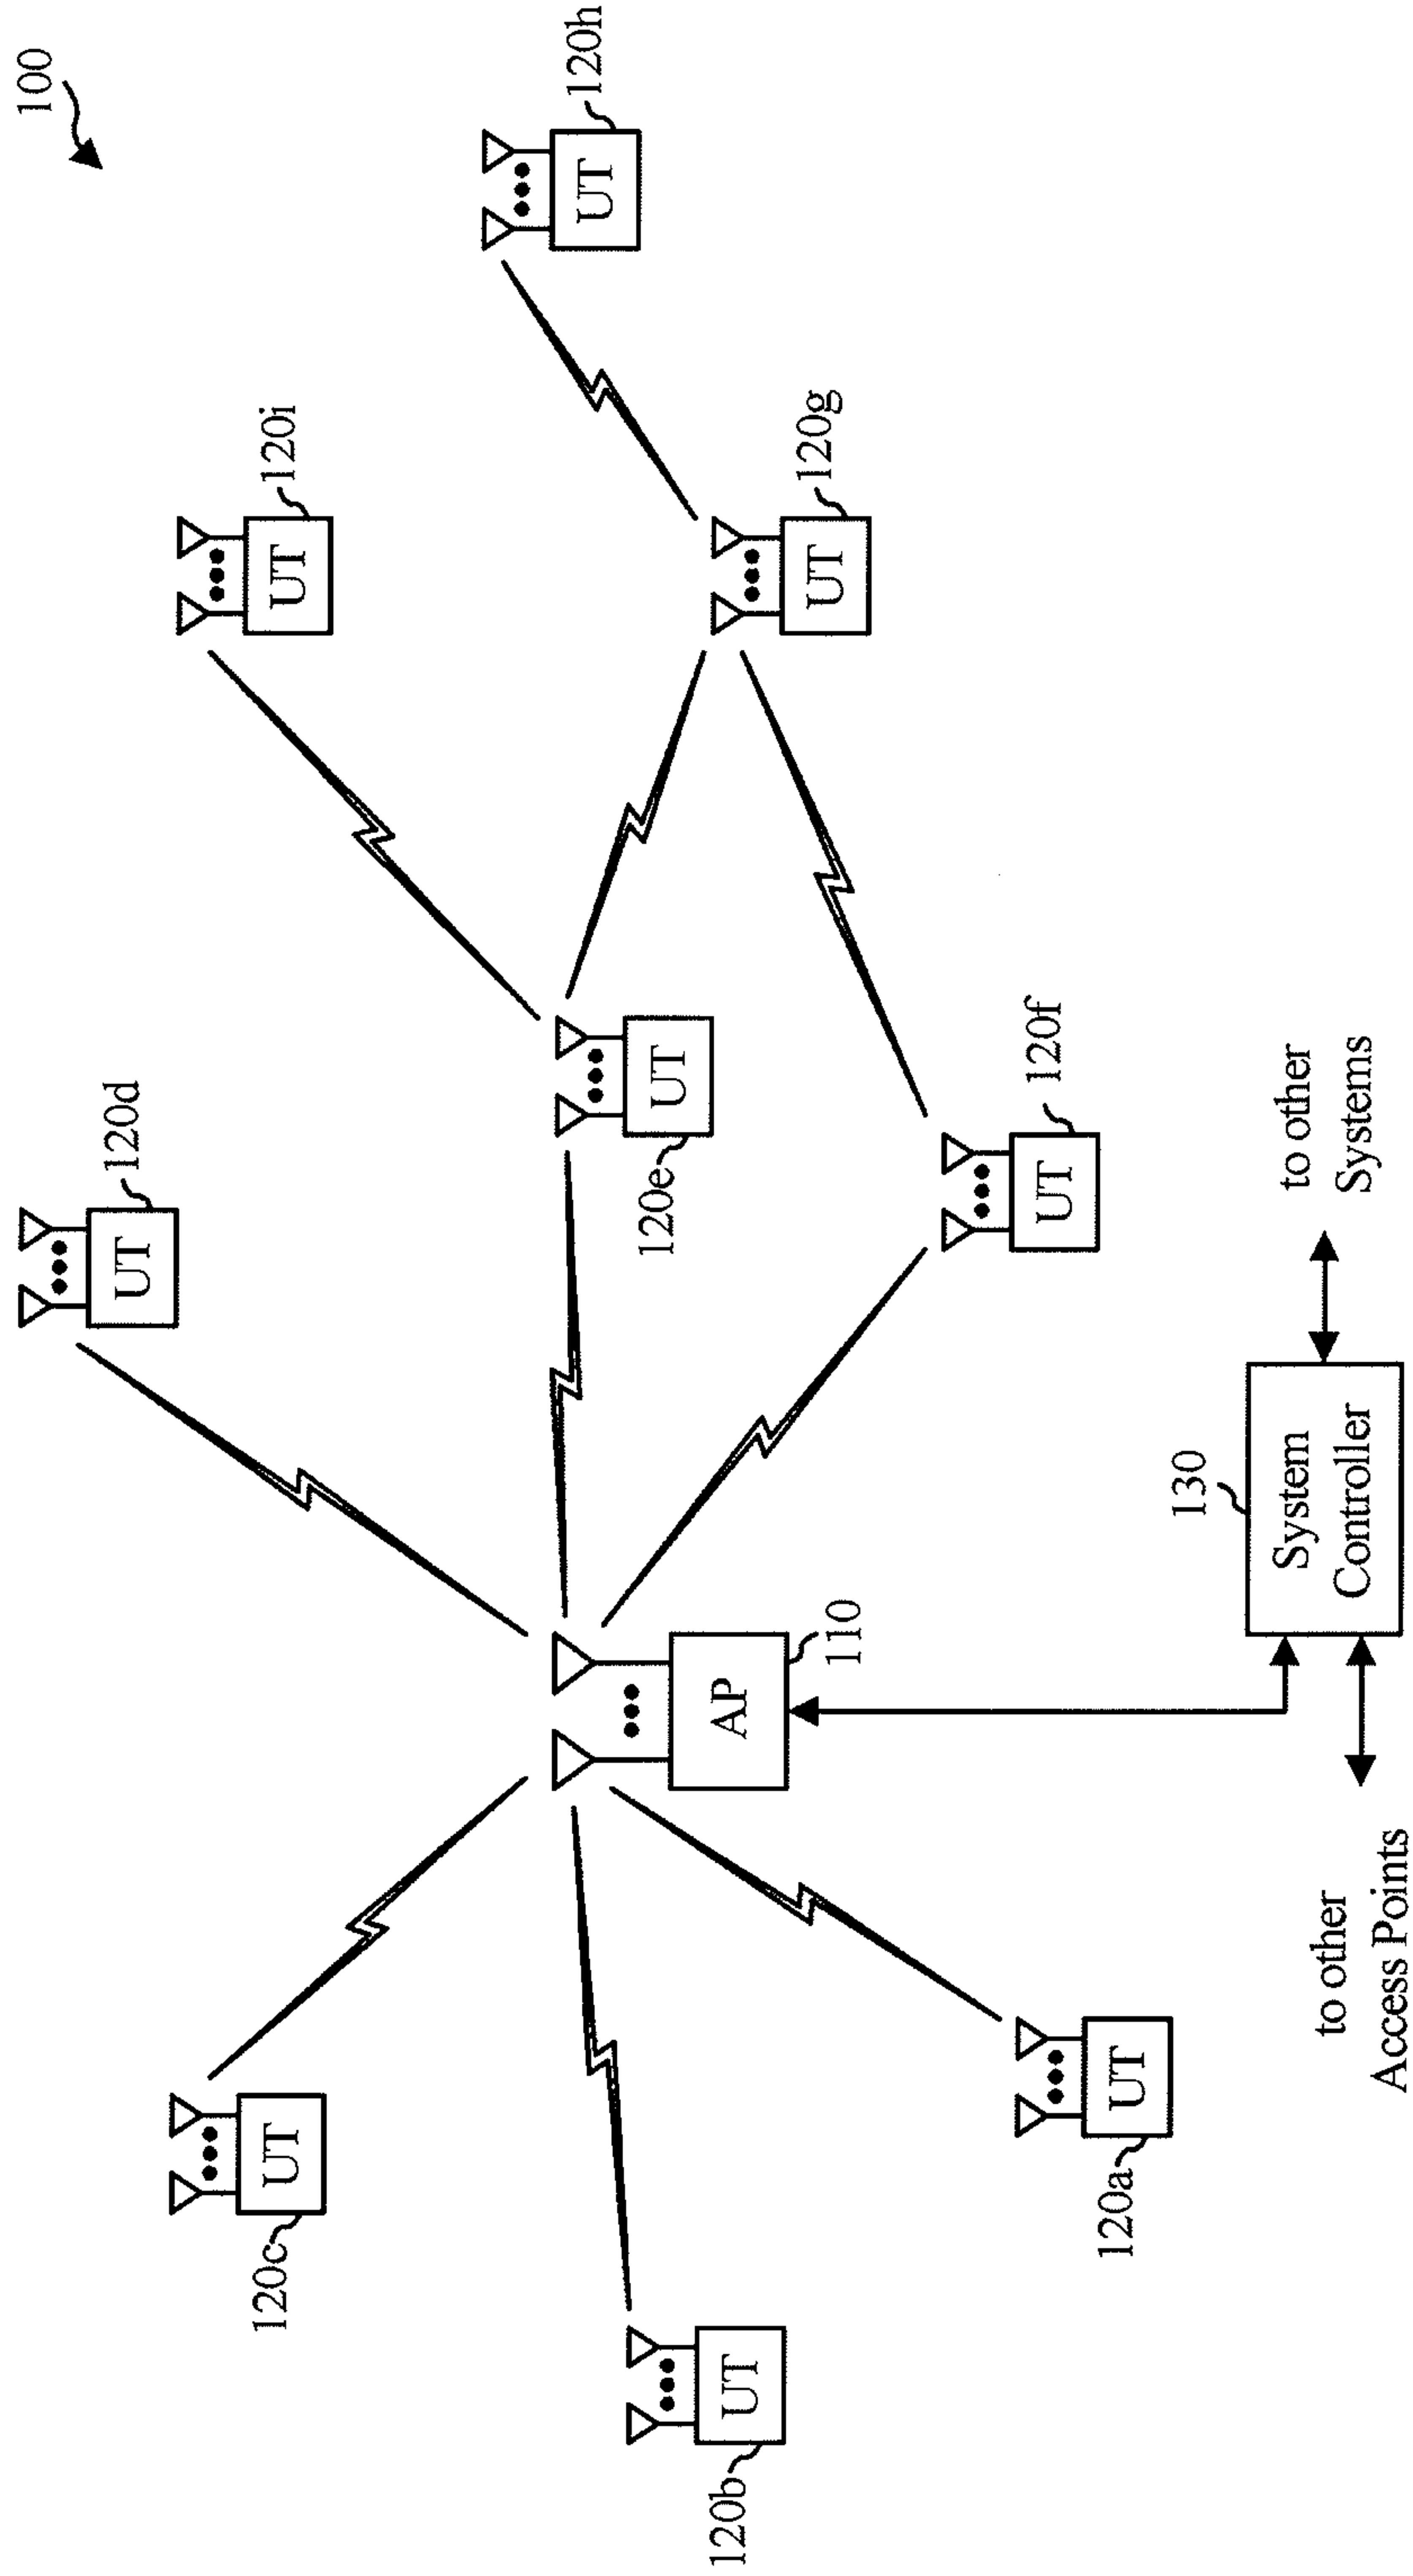 100
120d
UT
120i
UT
120c
UT
120h
UT
120e
UT
120b
UT
AP
110
120g
UT
120f
UT
120a
UT
130
System
Controller
to other
Systems
to other
Access Points